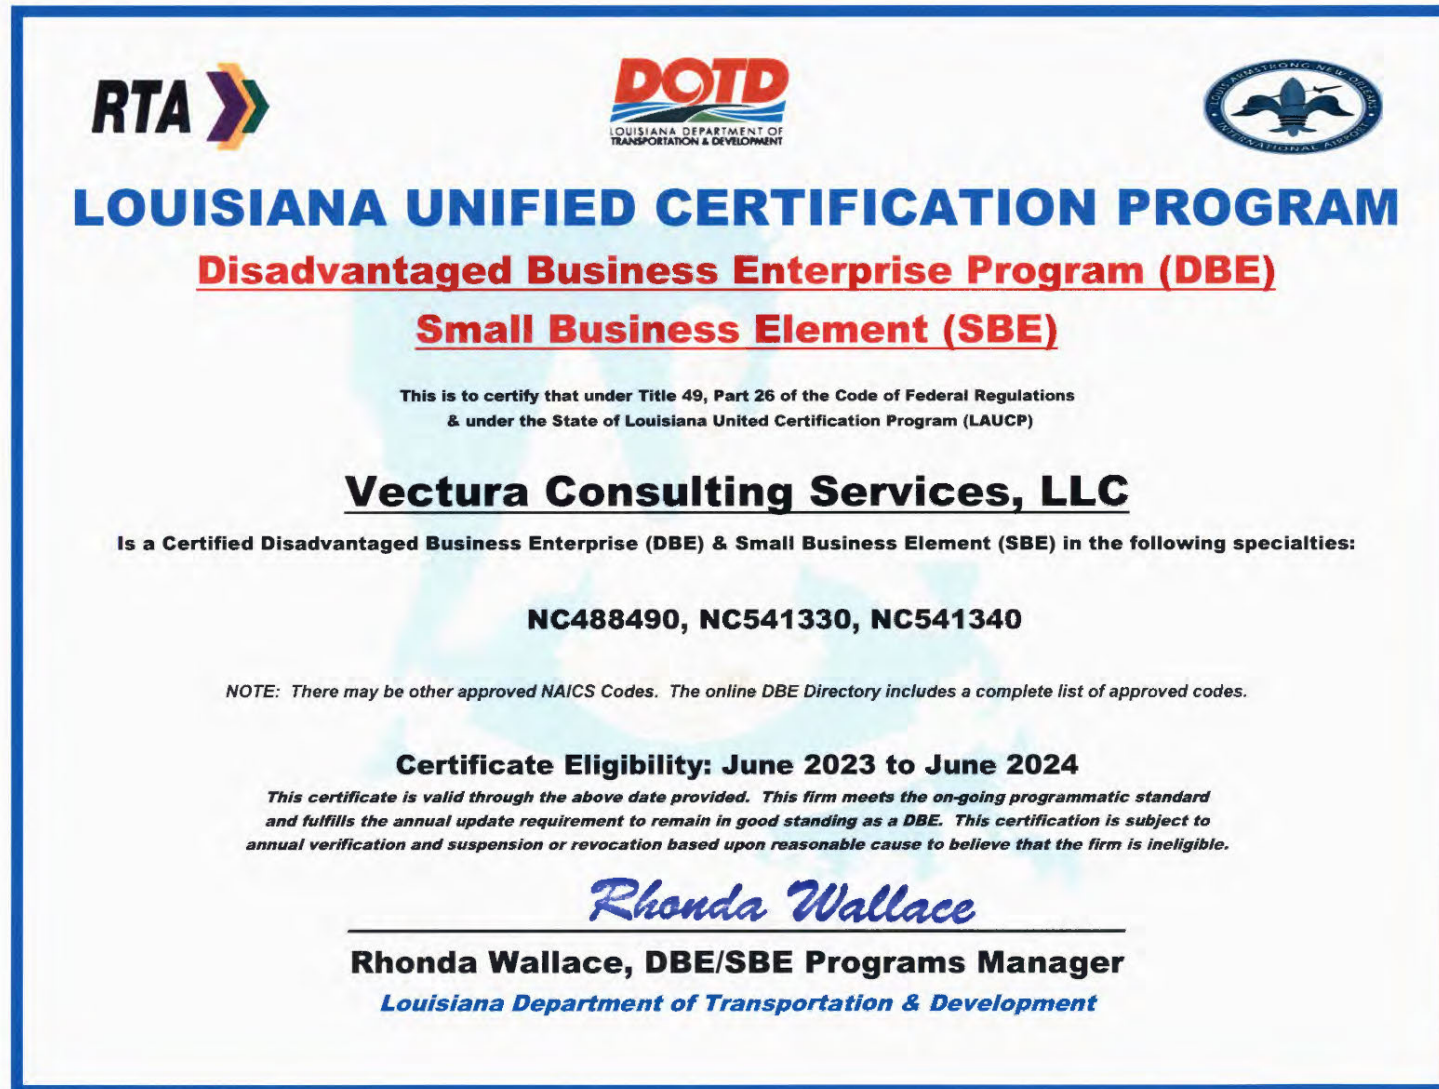 RTA
DOTD
LOUISIANA DEPARTMENT OF
TRANSPORTATION & DEVELOPMENT
LOUIS ARMSTRONG NEW ORLEANS
INTERNATIONAL AIRPORT
LOUISIANA UNIFIED CERTIFICATION PROGRAM
Disadvantaged Business Enterprise Program (DBE)
Small Business Element (SBE)
This is to certify that under Title 49, Part 26 of the Code of Federal Regulations
& under the State of Louisiana United Certification Program (LAUCP)
Vectura Consulting Services, LLC
Is a Certified Disadvantaged Business Enterprise (DBE) & Small Business Element (SBE) in the following specialties:
NC488490, NC541330, NC541340
NOTE: There may be other approved NAICS Codes. The online DBE Directory includes a complete list of approved codes.
Certificate Eligibility: June 2023 to June 2024
This certificate is valid through the above date provided. This firm meets the on-going programmatic standard
and fulfills the annual update requirement to remain in good standing as a DBE. This certification is subject to
annual verification and suspension or revocation based upon reasonable cause to believe that the firm is ineligible.
Rhonda Wallace
Rhonda Wallace, DBE/SBE Programs Manager
Louisiana Department of Transportation & Development